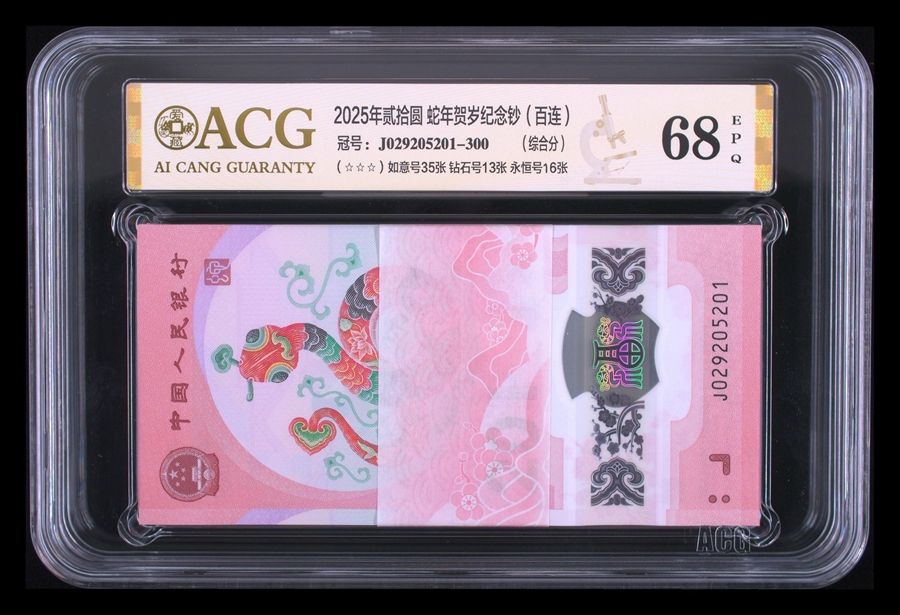 愛藏
ACG
AI CANG GUARANTY
2025年贰拾圆 蛇年贺岁纪念钞（百连）
冠号：J029205201-300 （综合分）
（☆☆☆）如意号35张 钻石号13张 永恒号16张
68
EPQ
中国人民银行
J029205201
ACG